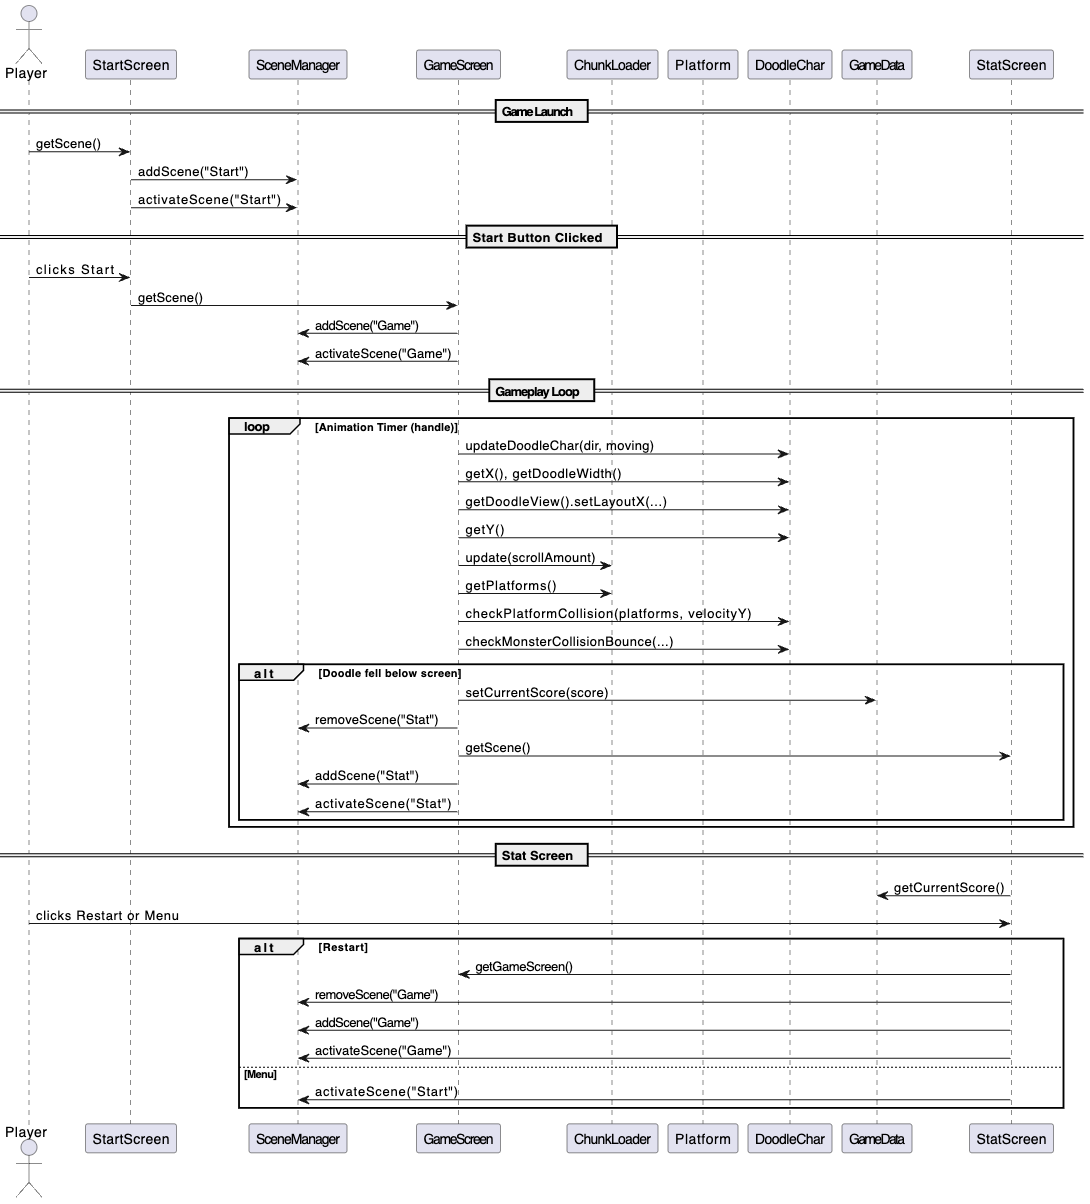 Player
StartScreen SceneManager GameScreen ChunkLoader Platform DoodleChar GameData StatScreen
Game Launch
getScene()
addScene("Start")
activateScene("Start")
Start Button Clicked
clicks Start
getScene()
addScene("Game")
activateScene("Game")
Gameplay Loop
loop [Animation Timer (handle)]
updateDoodleChar(dir, moving)
getX(), getDoodleWidth()
getDoodleView().setLayoutX(...)
getY()
update(scrollAmount)
getPlatforms()
checkPlatformCollision(platforms, velocityY)
checkMonsterCollisionBounce(...)
alt [Doodle fell below screen]
setCurrentScore(score)
removeScene("Stat")
getScene()
addScene("Stat")
activateScene("Stat")
Stat Screen
getCurrentScore()
clicks Restart or Menu
alt [Restart]
getGameScreen()
removeScene("Game")
addScene("Game")
activateScene("Game")
[Menu]
activateScene("Start")
Player
StartScreen SceneManager GameScreen ChunkLoader Platform DoodleChar GameData StatScreen